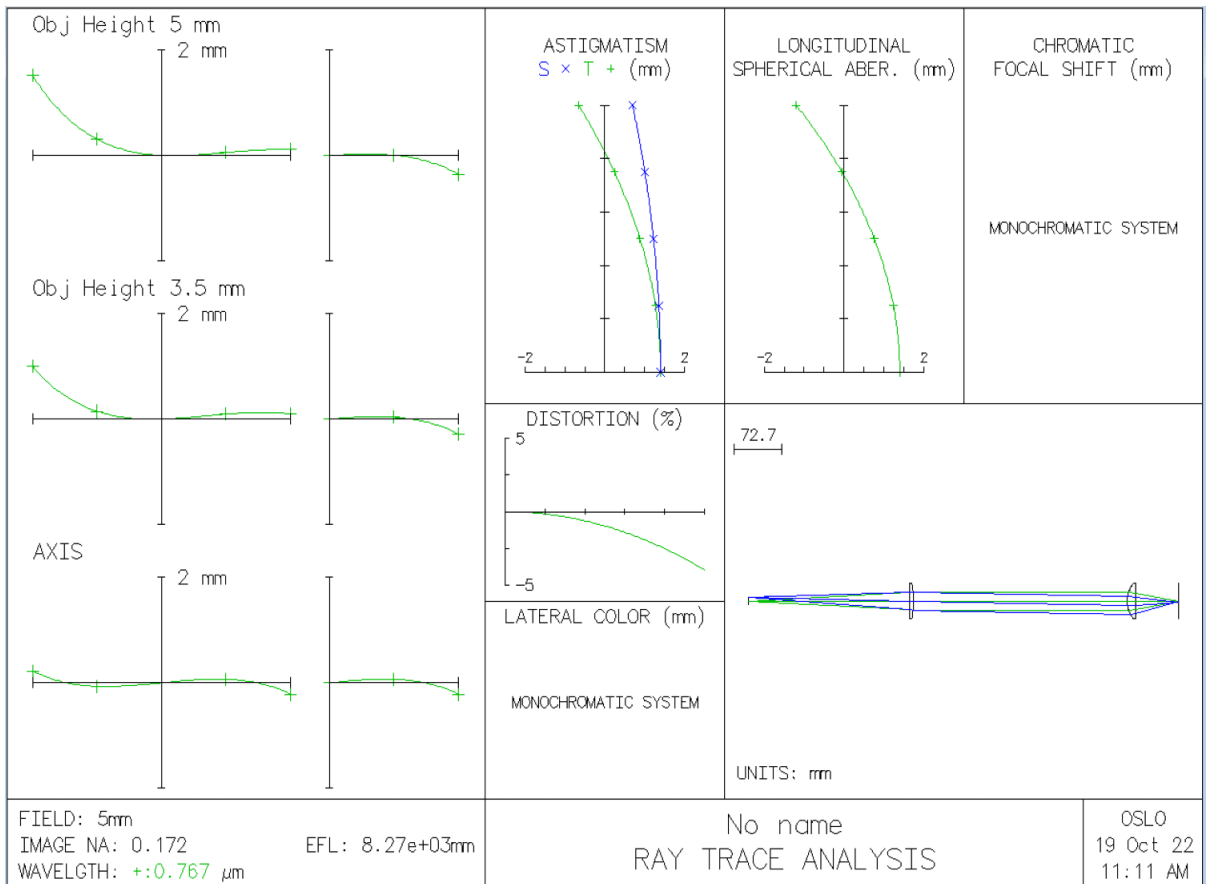 Obj Height 5 mm
2 mm
Obj Height 3.5 mm
2 mm
AXIS
2 mm
ASTIGMATISM
S × T + (mm)
-2 2
DISTORTION (%)
5
-5
LATERAL COLOR (mm)
MONOCHROMATIC SYSTEM
LONGITUDINAL
SPHERICAL ABER. (mm)
-2 2
CHROMATIC
FOCAL SHIFT (mm)
MONOCHROMATIC SYSTEM
72.7
UNITS: mm
FIELD: 5mm
IMAGE NA: 0.172 EFL: 8.27e+03mm
WAVELGTH: +:0.767 μm
No name
RAY TRACE ANALYSIS
OSLO
19 Oct 22
11:11 AM